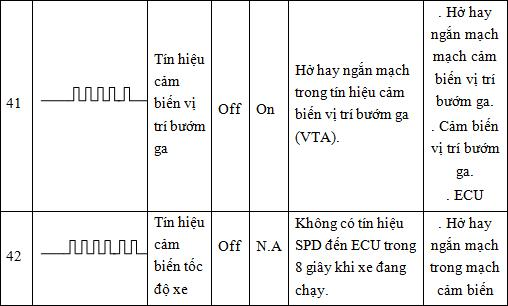 41
Tín hiệu
cảm
biến vị
trí bướm
ga
Off
On
Hở hay ngắn mạch
trong tín hiệu cảm
biến vị trí bướm ga
(VTA).
. Hở hay
ngắn mạch
mạch cảm
biến vị trí
bướm ga.
. Cảm biến
vị trí bướm
ga.
. ECU
42
Tín hiệu
cảm
biến tốc
độ xe
Off
N.A
Không có tín hiệu
SPD đến ECU trong
8 giây khi xe đang
chạy.
. Hở hay
ngắn mạch
trong mạch
cảm biến